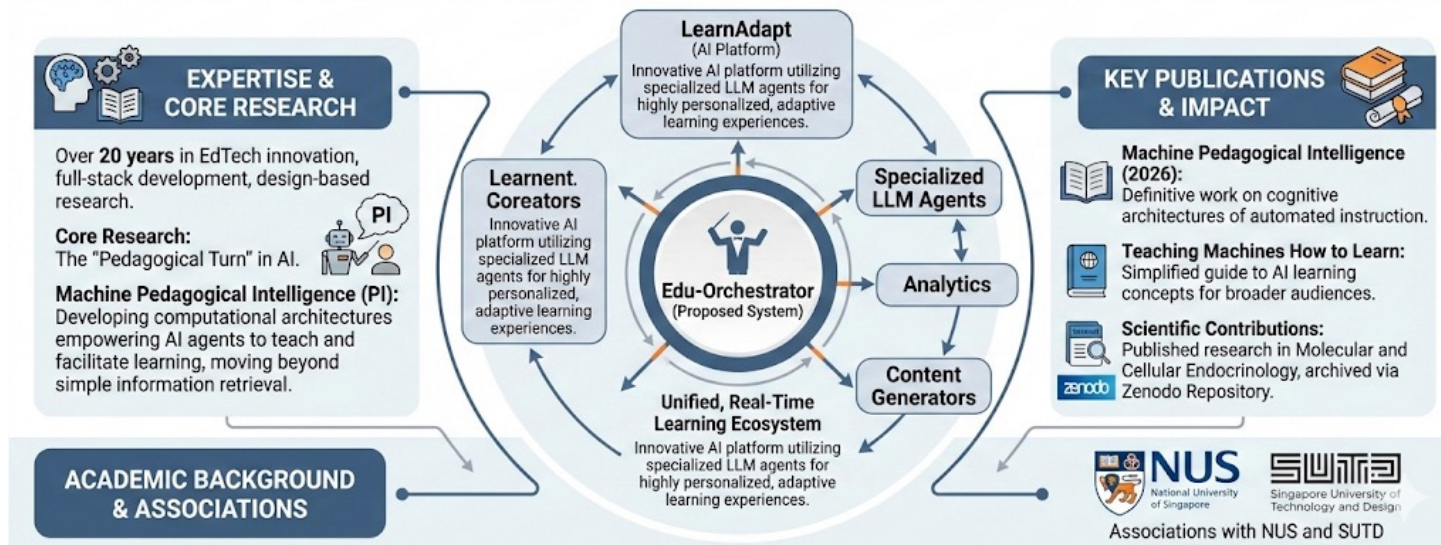 EXPERTISE &
CORE RESEARCH
Over 20 years in EdTech innovation,
full-stack development, design-based
research.
PI
Core Research:
The "Pedagogical Turn" in AI.
Machine Pedagogical Intelligence (PI):
Developing computational architectures
empowering AI agents to teach and
facilitate learning, moving beyond
simple information retrieval.
LearnAdapt
(AI Platform)
Innovative AI platform utilizing
specialized LLM agents for
highly personalized, adaptive
learning experiences.
Learnent.
Coreators
Innovative AI
platform utilizing
specialized LLM
agents for highly
personalized,
adaptive learning
experiences.
Edu-Orchestrator
(Proposed System)
Specialized
LLM Agents
Analytics
Content
Generators
Unified, Real-Time
Learning Ecosystem
Innovative AI platform utilizing
specialized LLM agents for
highly personalized, adaptive
learning experiences.
KEY PUBLICATIONS
& IMPACT
Machine Pedagogical Intelligence
(2026):
Definitive work on cognitive
architectures of automated instruction.
Teaching Machines How to Learn:
Simplified guide to AI learning
concepts for broader audiences.
Scientific Contributions:
Published research in Molecular and
Cellular Endocrinology, archived via
Zenodo Repository.
zenodo
ACADEMIC BACKGROUND
& ASSOCIATIONS
NUS
National University
of Singapore
SUTD
Singapore University of
Technology and Design
Associations with NUS and SUTD